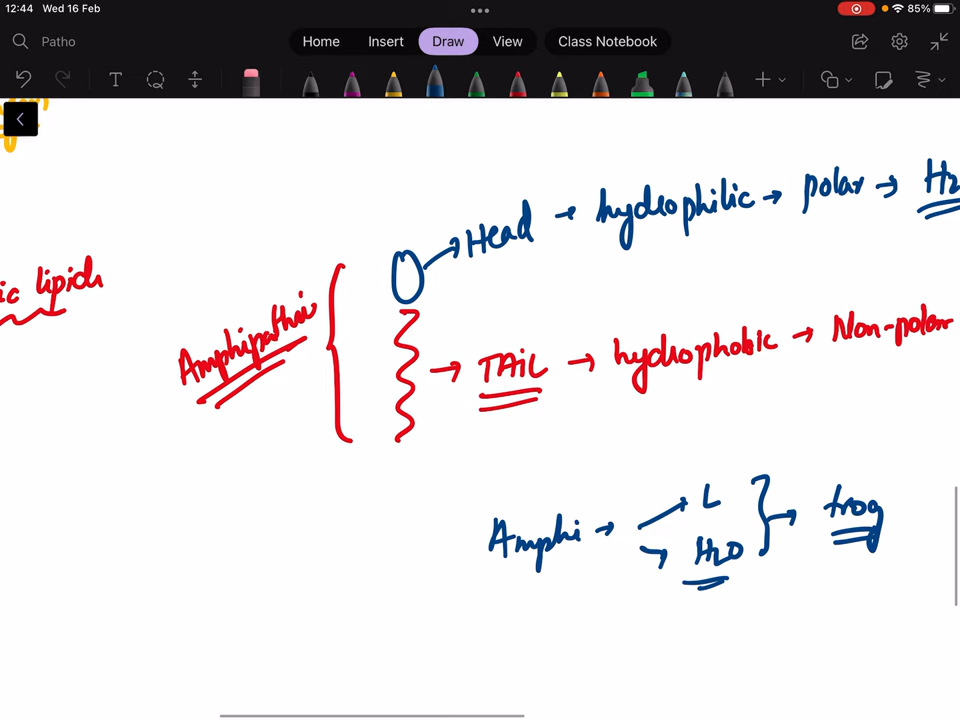 12:44 Wed 16 Feb
85%
Patho
Home Insert Draw View Class Notebook
Head → hydrophilic → polar → H2
ic lipids
Amphipathic
→ TAIL → hydrophobic → Non-polar
Amphi → L
H2O
→ frog